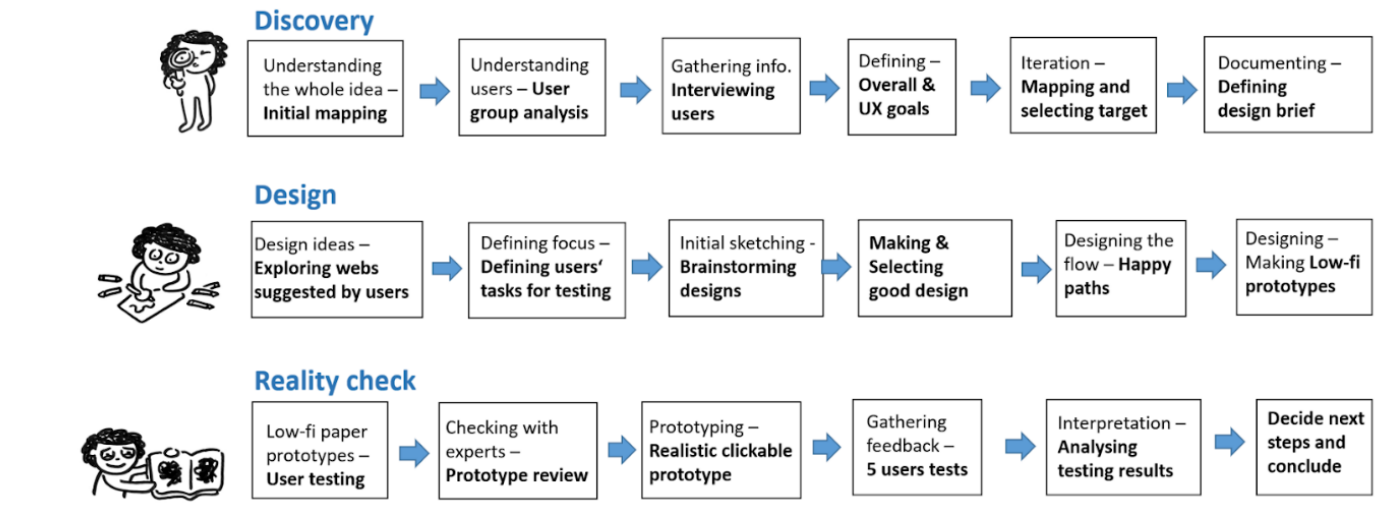 Discovery
Understanding
the whole idea –
Initial mapping
Understanding
users – User
group analysis
Gathering info.
Interviewing
users
Defining –
Overall &
UX goals
Iteration –
Mapping and
selecting target
Documenting –
Defining
design brief
Design
Design ideas –
Exploring webs
suggested by users
Defining focus –
Defining users‘
tasks for testing
Initial sketching -
Brainstorming
designs
Making &
Selecting
good design
Designing the
flow – Happy
paths
Designing –
Making Low-fi
prototypes
Reality check
Low-fi paper
prototypes –
User testing
Checking with
experts –
Prototype review
Prototyping –
Realistic clickable
prototype
Gathering
feedback –
5 users tests
Interpretation –
Analysing
testing results
Decide next
steps and
conclude